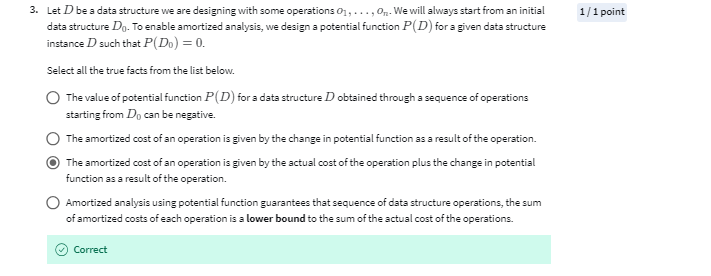 3. Let D be a data structure we are designing with some operations o₁, . . . , oₙ. We will always start from an initial
1 / 1 point
data structure D₀. To enable amortized analysis, we design a potential function P(D) for a given data structure
instance D such that P(D₀) = 0.
Select all the true facts from the list below.
The value of potential function P(D) for a data structure D obtained through a sequence of operations
starting from D₀ can be negative.
The amortized cost of an operation is given by the change in potential function as a result of the operation.
The amortized cost of an operation is given by the actual cost of the operation plus the change in potential
function as a result of the operation.
Amortized analysis using potential function guarantees that sequence of data structure operations, the sum
of amortized costs of each operation is a lower bound to the sum of the actual cost of the operations.
Correct